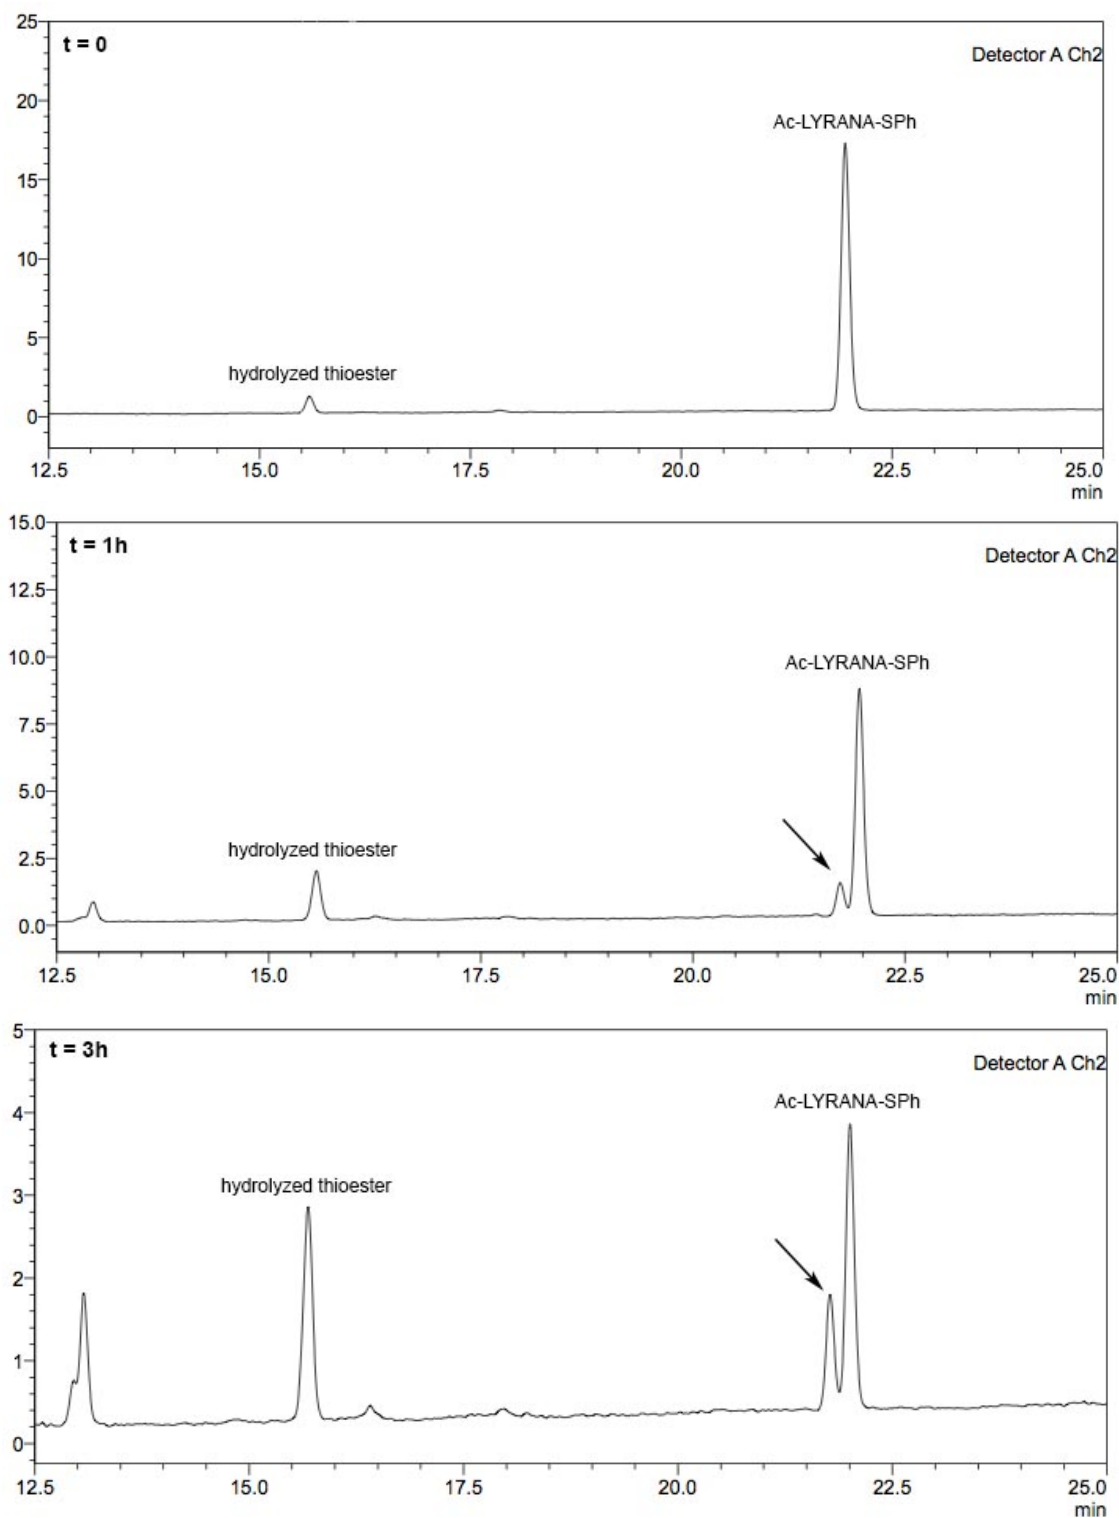 25
t = 0
Detector A Ch2
20
Ac-LYRANA-SPh
15
10
5
hydrolyzed thioester
0
12.5 15.0 17.5 20.0 22.5 25.0
min
15.0
t = 1h
Detector A Ch2
12.5
10.0
Ac-LYRANA-SPh
7.5
5.0
hydrolyzed thioester
2.5
0.0
12.5 15.0 17.5 20.0 22.5 25.0
min
5
t = 3h
Detector A Ch2
4
Ac-LYRANA-SPh
3
hydrolyzed thioester
2
1
0
12.5 15.0 17.5 20.0 22.5 25.0
min